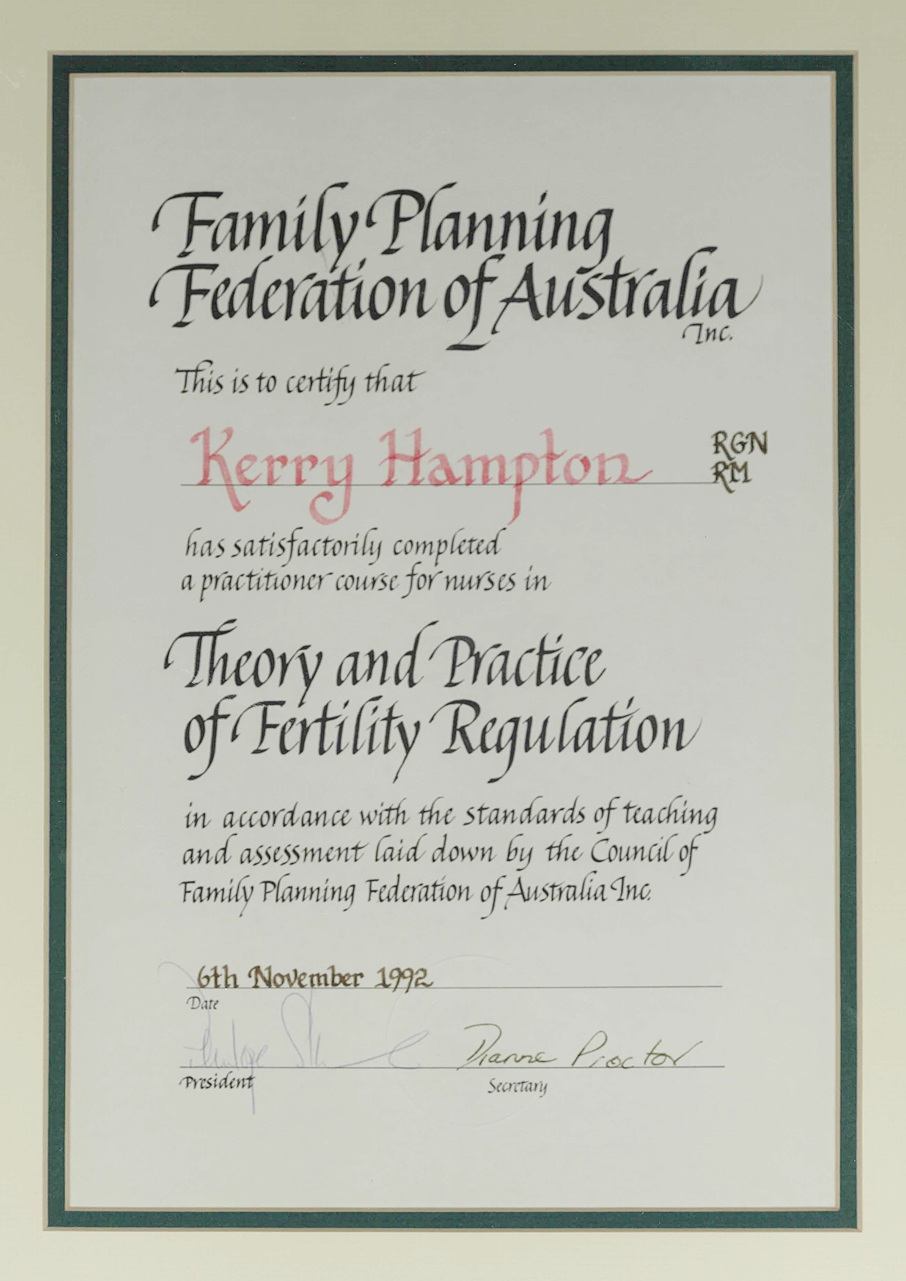 Family Planning
Federation of Australia
Inc.
This is to certify that
Kerry Hampton RGN
RM
has satisfactorily completed
a practitioner course for nurses in
Theory and Practice
of Fertility Regulation
in accordance with the standards of teaching
and assessment laid down by the Council of
Family Planning Federation of Australia Inc.
6th November 1992
Date
Dianne Proctor
President Secretary